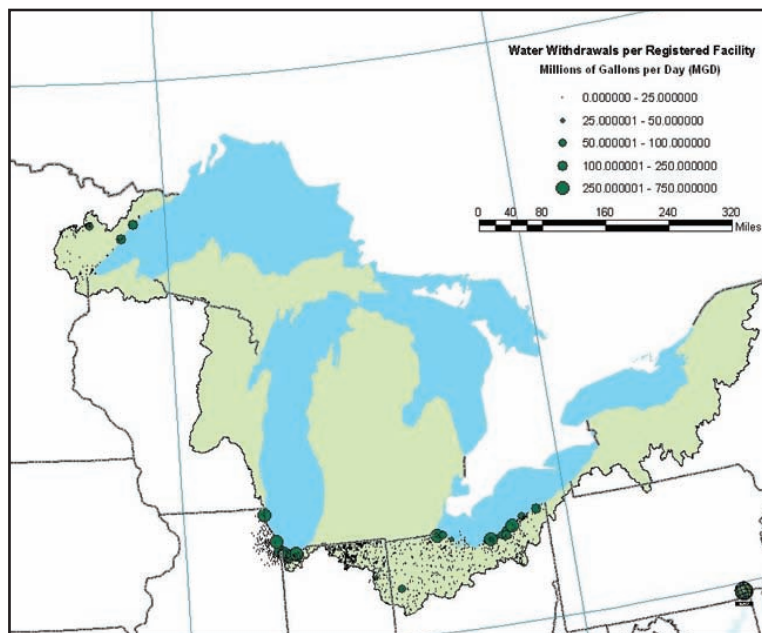 Water Withdrawals per Registered Facility
Millions of Gallons per Day (MGD)
0.000000 - 25.000000
25.000001 - 50.000000
50.000001 - 100.000000
100.000001 - 250.000000
250.000001 - 750.000000
0 20 40 80 160 240 320
Miles